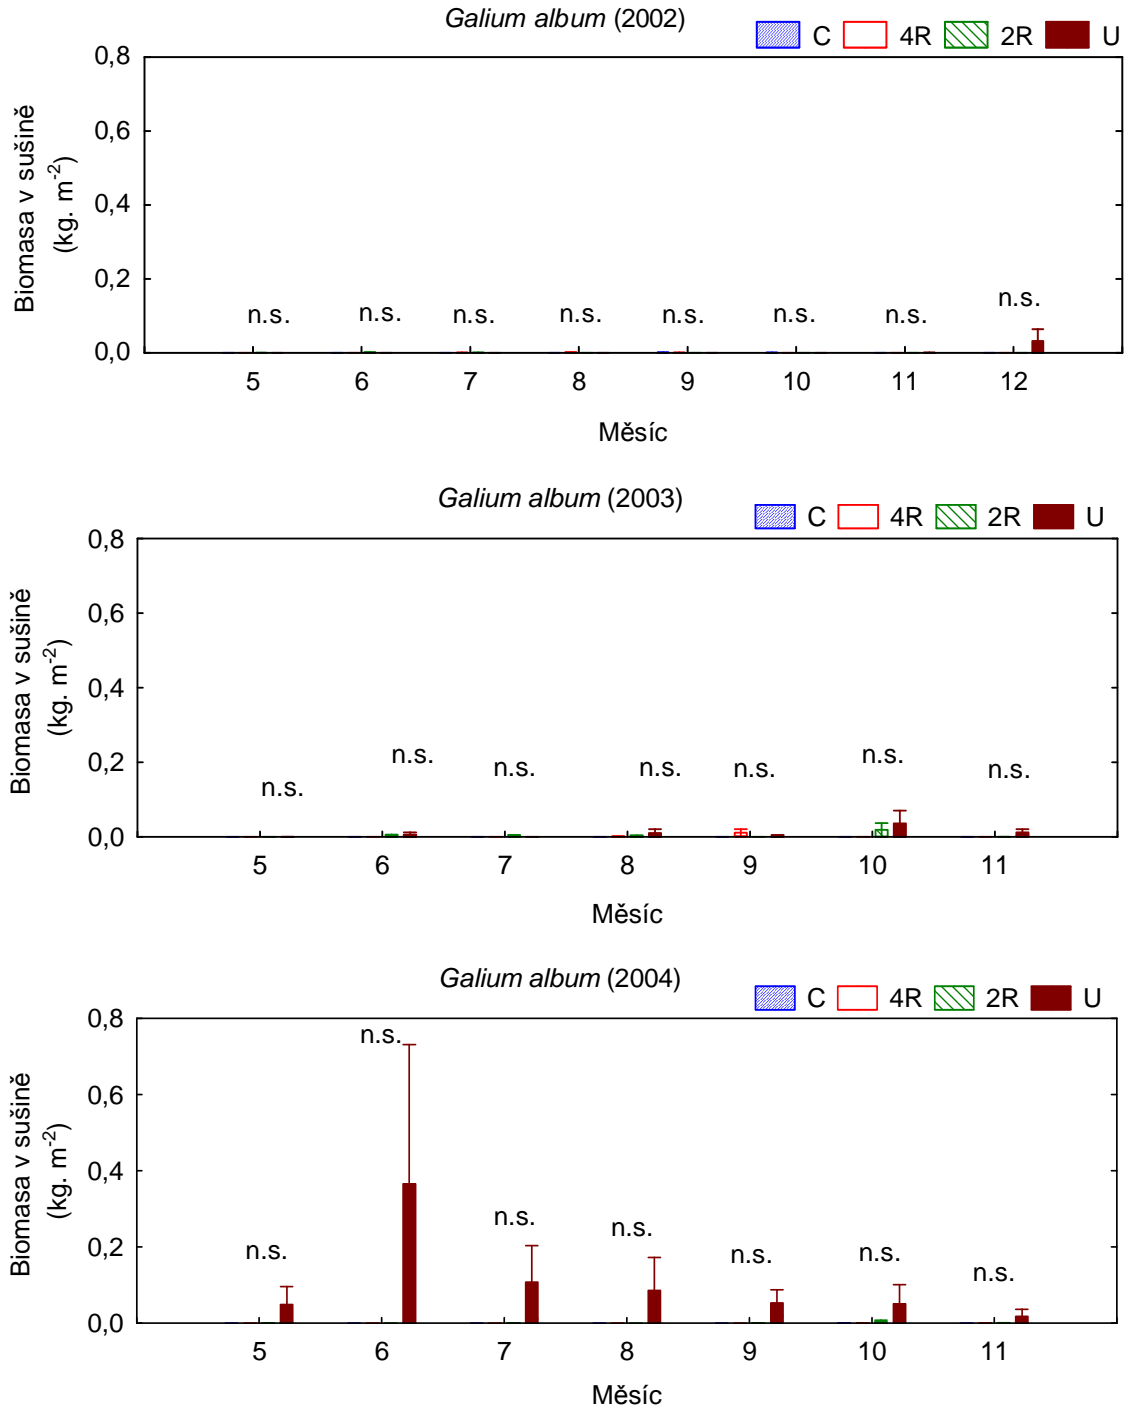 Galium album (2002)
C 4R 2R U
0,8
0,6
0,4
0,2
0,0
Biomasa v sušině
(kg. m-2)
n.s. n.s. n.s. n.s. n.s. n.s. n.s. n.s.
5 6 7 8 9 10 11 12
Měsíc
Galium album (2003)
C 4R 2R U
0,8
0,6
0,4
0,2
0,0
Biomasa v sušině
(kg. m-2)
n.s. n.s. n.s. n.s. n.s. n.s. n.s.
5 6 7 8 9 10 11
Měsíc
Galium album (2004)
C 4R 2R U
0,8
0,6
0,4
0,2
0,0
Biomasa v sušině
(kg. m-2)
n.s. n.s. n.s. n.s. n.s. n.s. n.s.
5 6 7 8 9 10 11
Měsíc